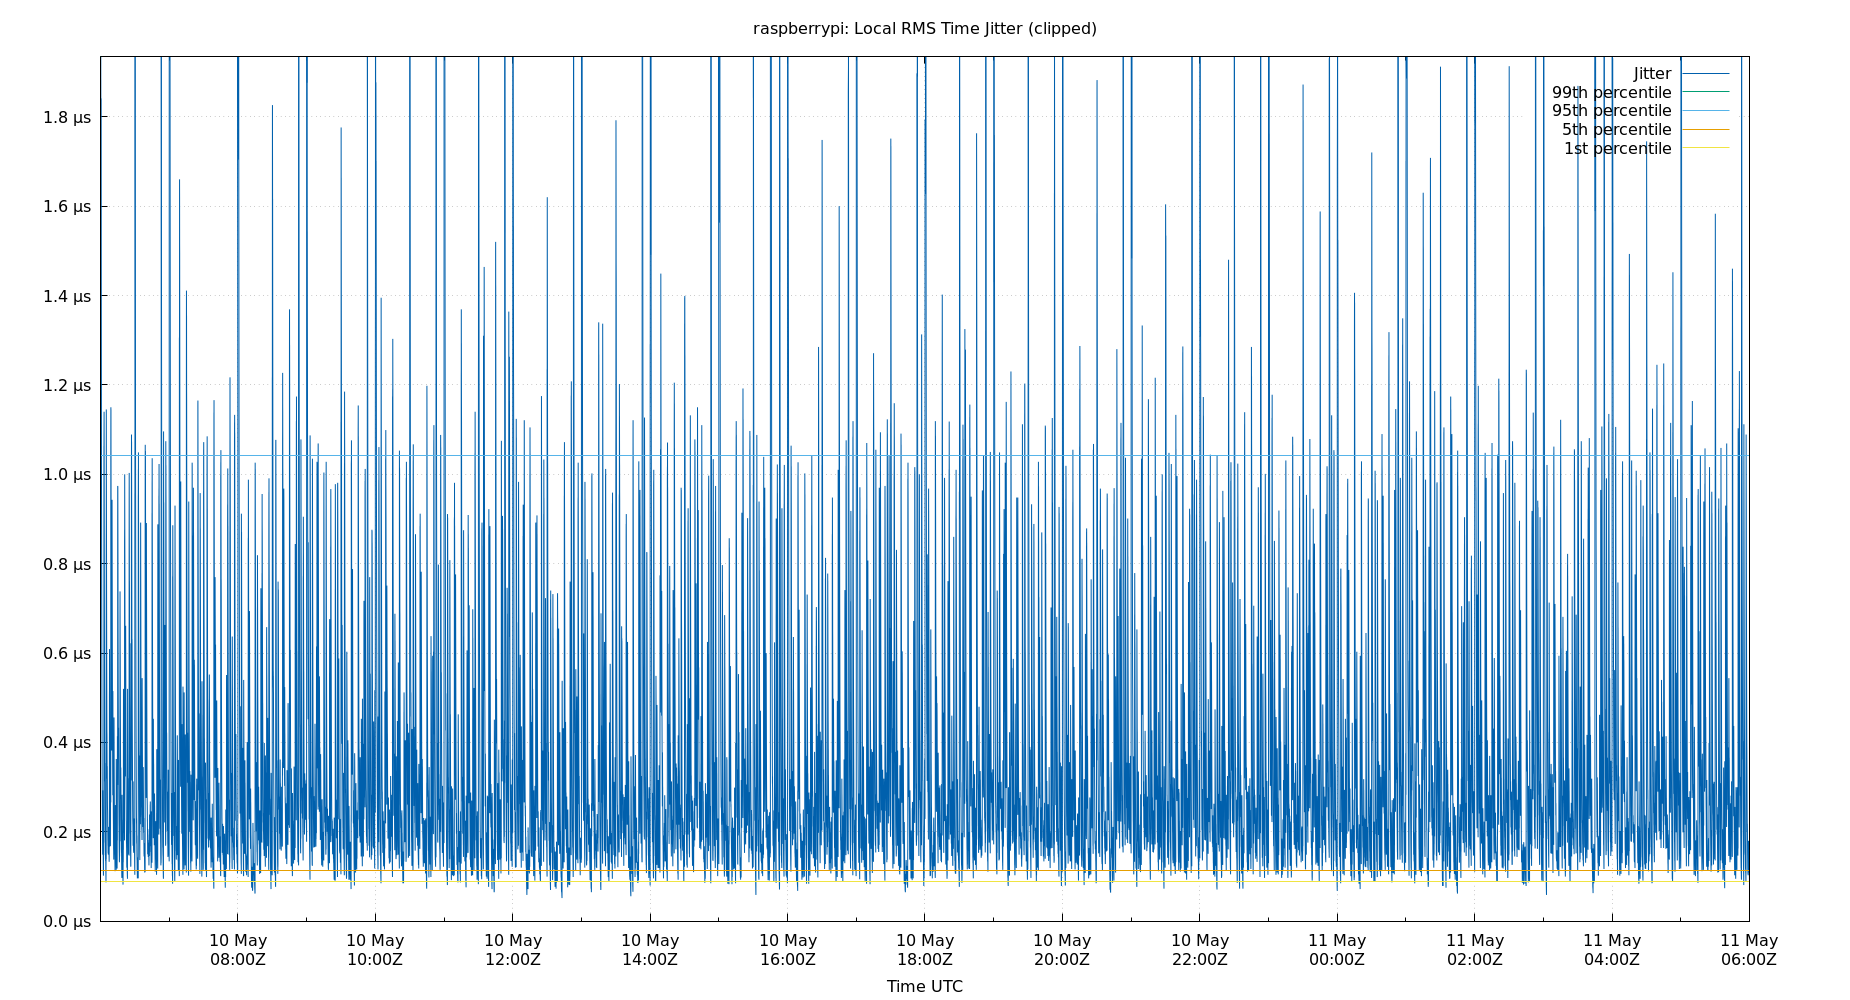 raspberrypi: Local RMS Time Jitter (clipped)
Jitter
99th percentile
95th percentile
5th percentile
1st percentile
1.8 µs
1.6 µs
1.4 µs
1.2 µs
1.0 µs
0.8 µs
0.6 µs
0.4 µs
0.2 µs
0.0 µs
10 May 10 May 10 May 10 May 10 May 10 May 10 May 10 May 11 May 11 May 11 May 11 May
08:00Z 10:00Z 12:00Z 14:00Z 16:00Z 18:00Z 20:00Z 22:00Z 00:00Z 02:00Z 04:00Z 06:00Z
Time UTC